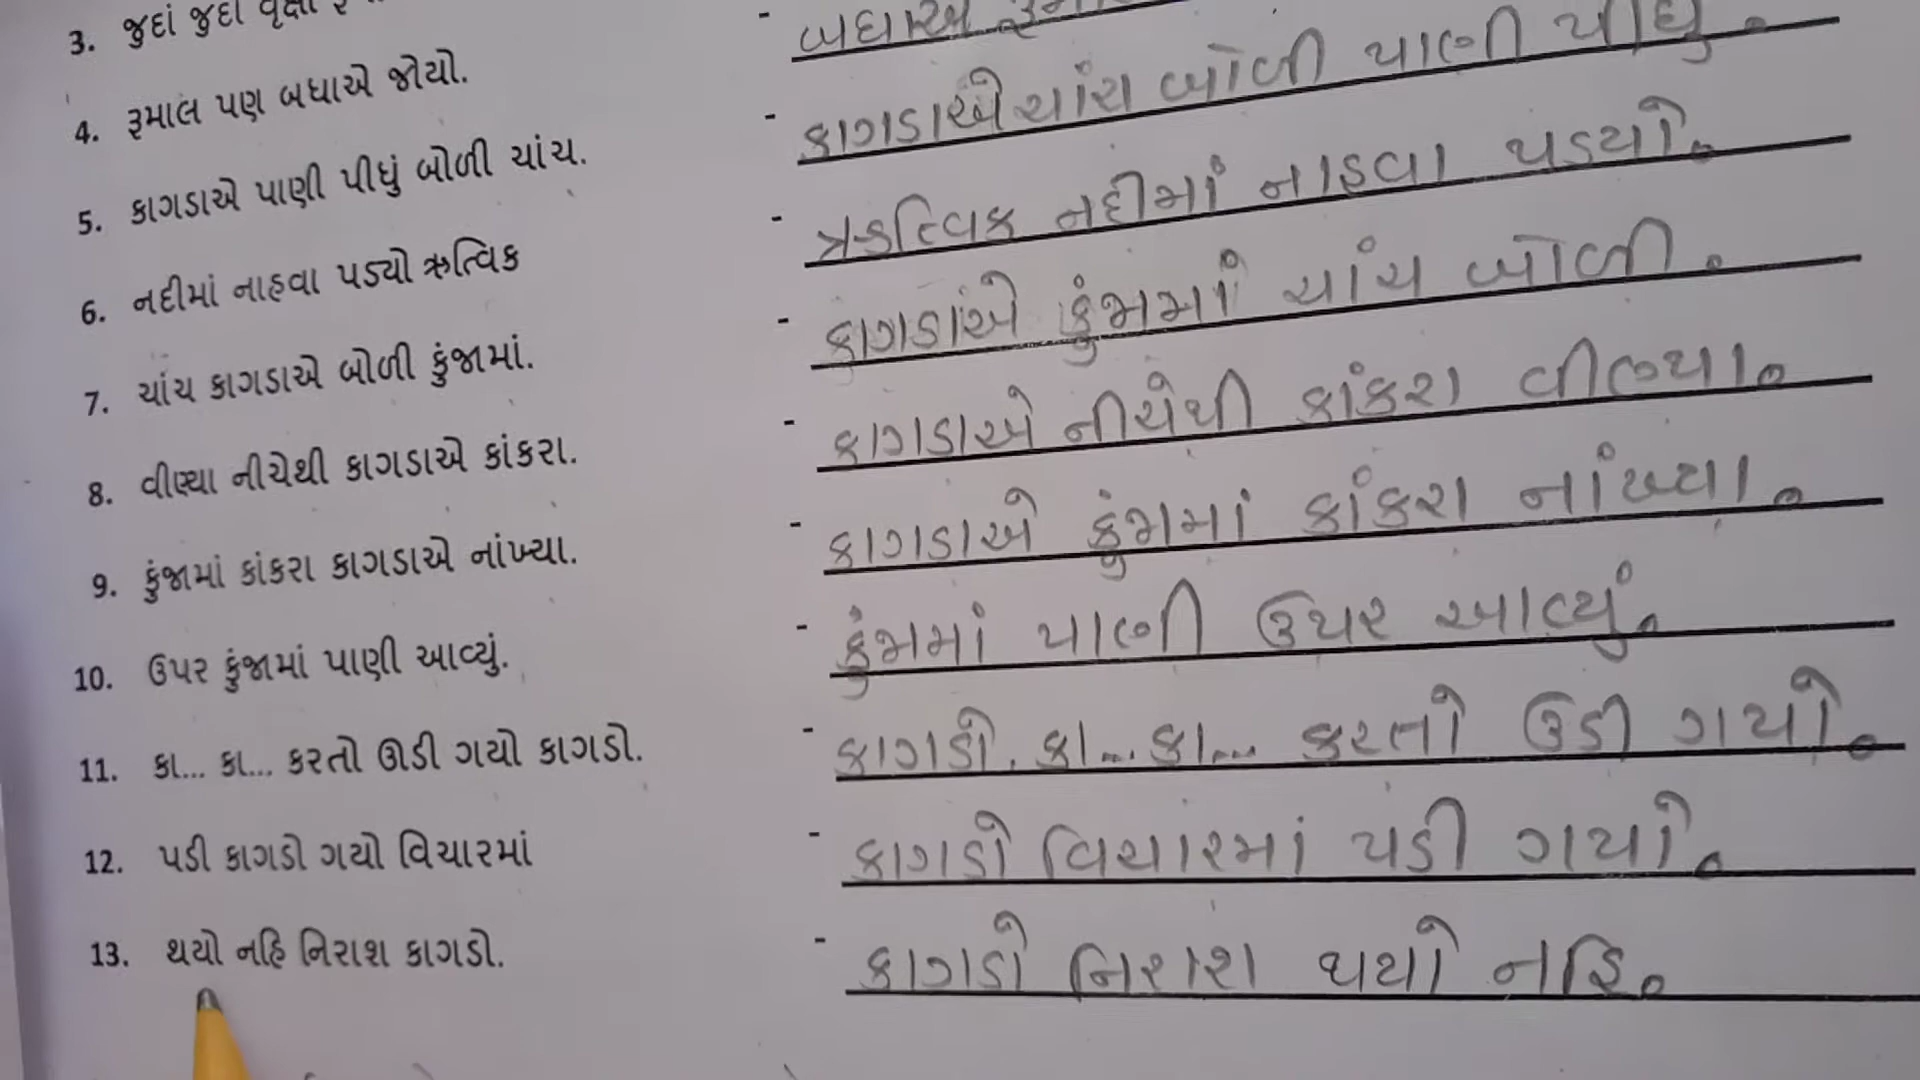 3. જુદાં જુદાં વૃક્ષો
- બધાએ
4. રૂમાલ પણ બધાએ જોયો.
- કાગડાએ ચાંચ બોળી પાણી પીધું.
5. કાગડાએ પાણી પીધું બોળી ચાંચ.
- ઋત્વિક નદીમાં નાહવા પડયો.
6. નદીમાં નાહવા પડ્યો ઋત્વિક
- કાગડાએ કુંજામાં ચાંચ બોળી.
7. ચાંચ કાગડાએ બોળી કુંજામાં.
- કાગડાએ નીચેથી કાંકરા વીણ્યા.
8. વીણ્યા નીચેથી કાગડાએ કાંકરા.
- કાગડાએ કુંજામાં કાંકરા નાંખ્યા.
9. કુંજામાં કાંકરા કાગડાએ નાંખ્યા.
- કુંજામાં પાણી ઉપર આવ્યું.
10. ઉપર કુંજામાં પાણી આવ્યું.
- કાગડો કા... કા... કરતો ઉડી ગયો.
11. કા... કા... કરતો ઊડી ગયો કાગડો.
- કાગડો વિચારમાં પડી ગયો.
12. પડી કાગડો ગયો વિચારમાં
- કાગડો નિરાશ થયો નહિ.
13. થયો નહિ નિરાશ કાગડો.